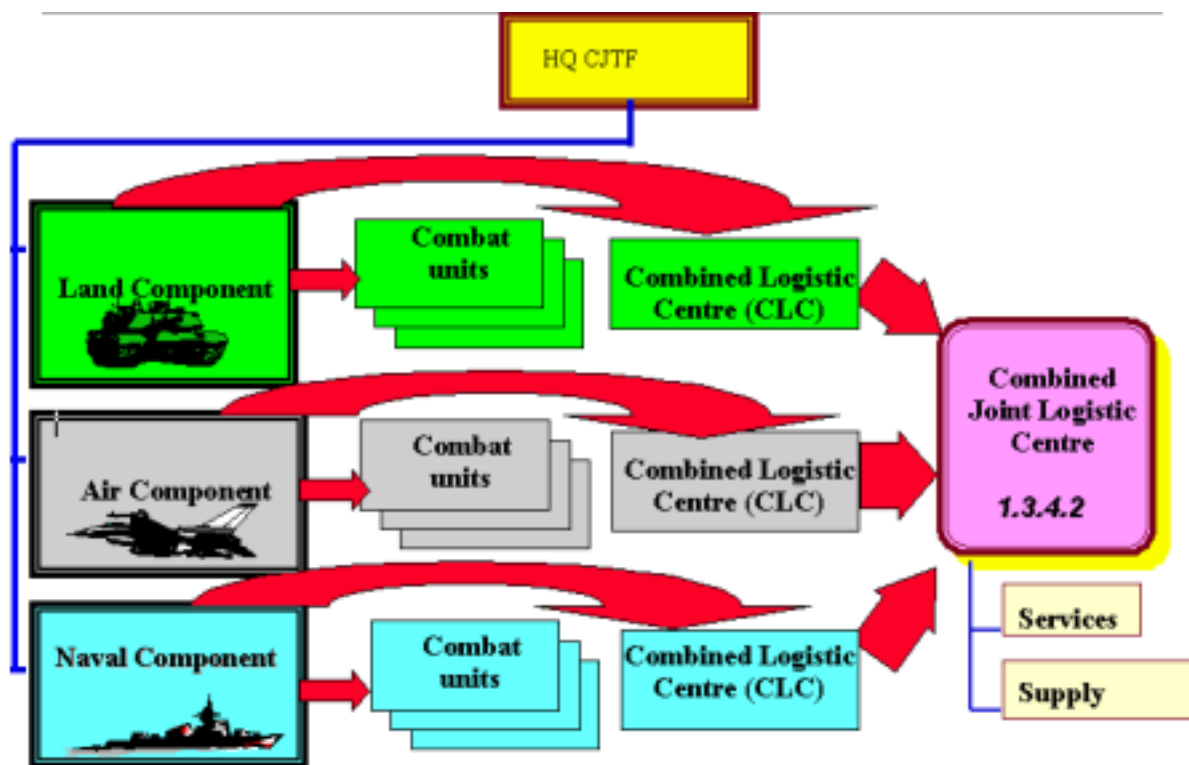 HQ CJTF
Land Component
Combat
units
Combined Logistic
Centre (CLC)
Air Component
Combat
units
Combined Logistic
Centre (CLC)
Naval Component
Combat
units
Combined Logistic
Centre (CLC)
Combined
Joint Logistic
Centre
1.3.4.2
Services
Supply